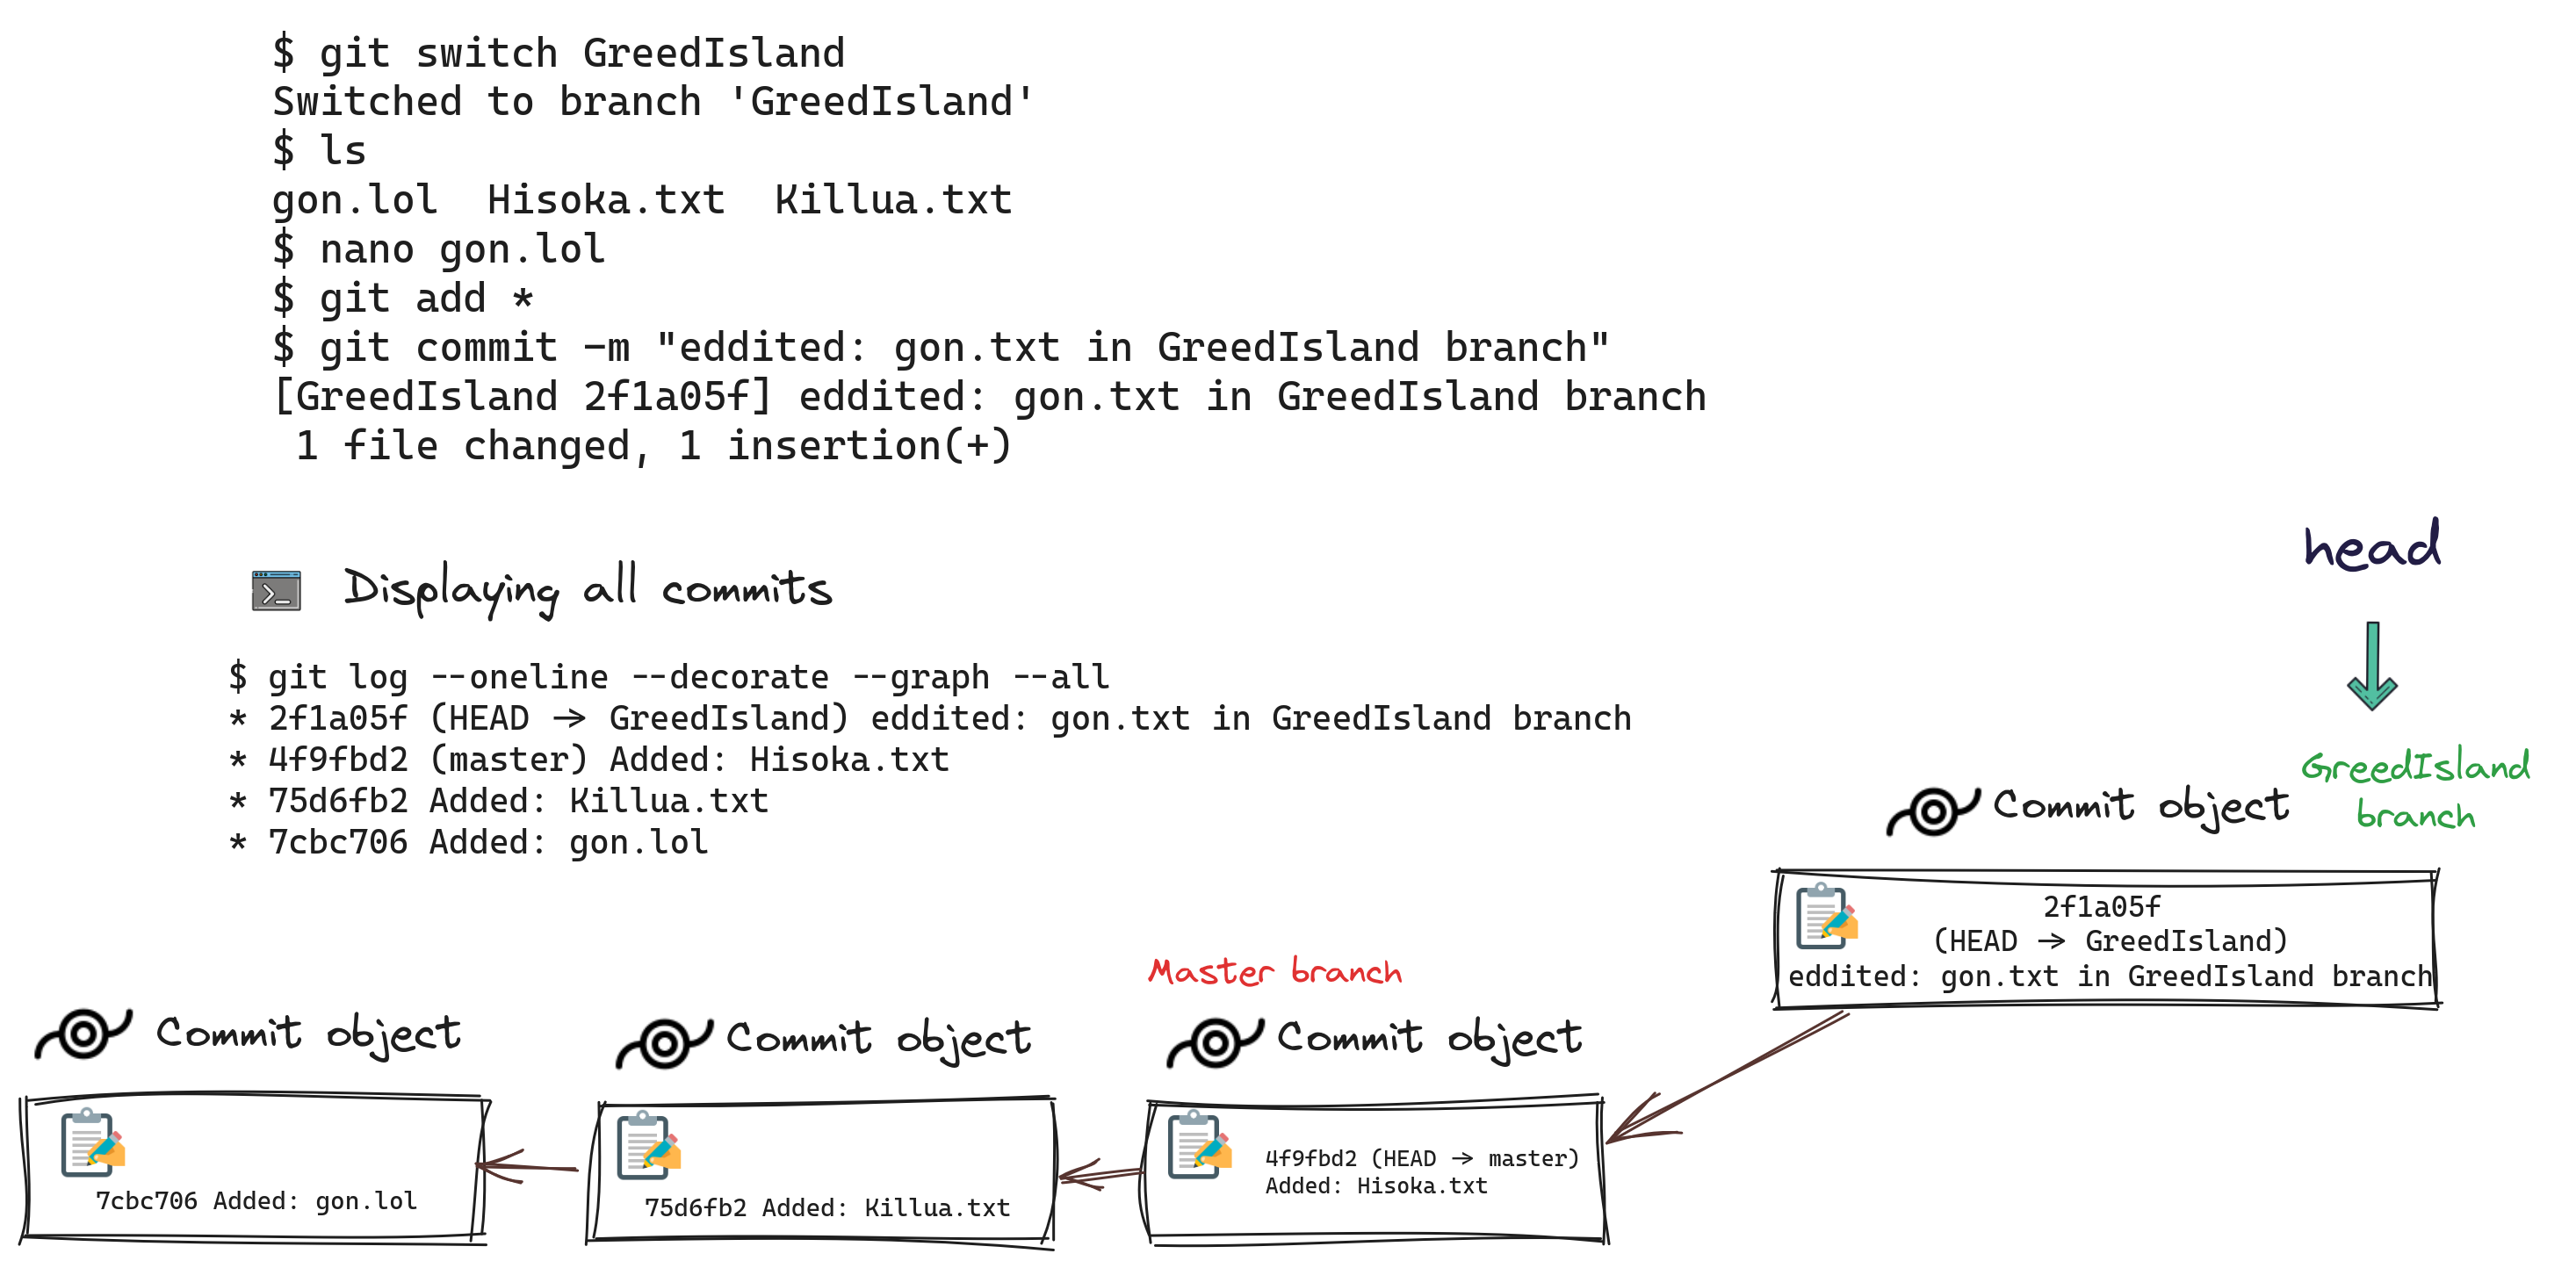 $ git switch GreedIsland
Switched to branch 'GreedIsland'
$ ls
gon.lol  Hisoka.txt  Killua.txt
$ nano gon.lol
$ git add *
$ git commit -m "eddited: gon.txt in GreedIsland branch"
[GreedIsland 2f1a05f] eddited: gon.txt in GreedIsland branch
 1 file changed, 1 insertion(+)
head
Displaying all commits
$ git log --oneline --decorate --graph --all
* 2f1a05f (HEAD -> GreedIsland) eddited: gon.txt in GreedIsland branch
* 4f9fbd2 (master) Added: Hisoka.txt
* 75d6fb2 Added: Killua.txt
* 7cbc706 Added: gon.lol
GreedIsland
branch
Commit object
2f1a05f
(HEAD -> GreedIsland)
eddited: gon.txt in GreedIsland branch
Master branch
Commit object
Commit object
Commit object
7cbc706 Added: gon.lol
75d6fb2 Added: Killua.txt
4f9fbd2 (HEAD -> master)
Added: Hisoka.txt